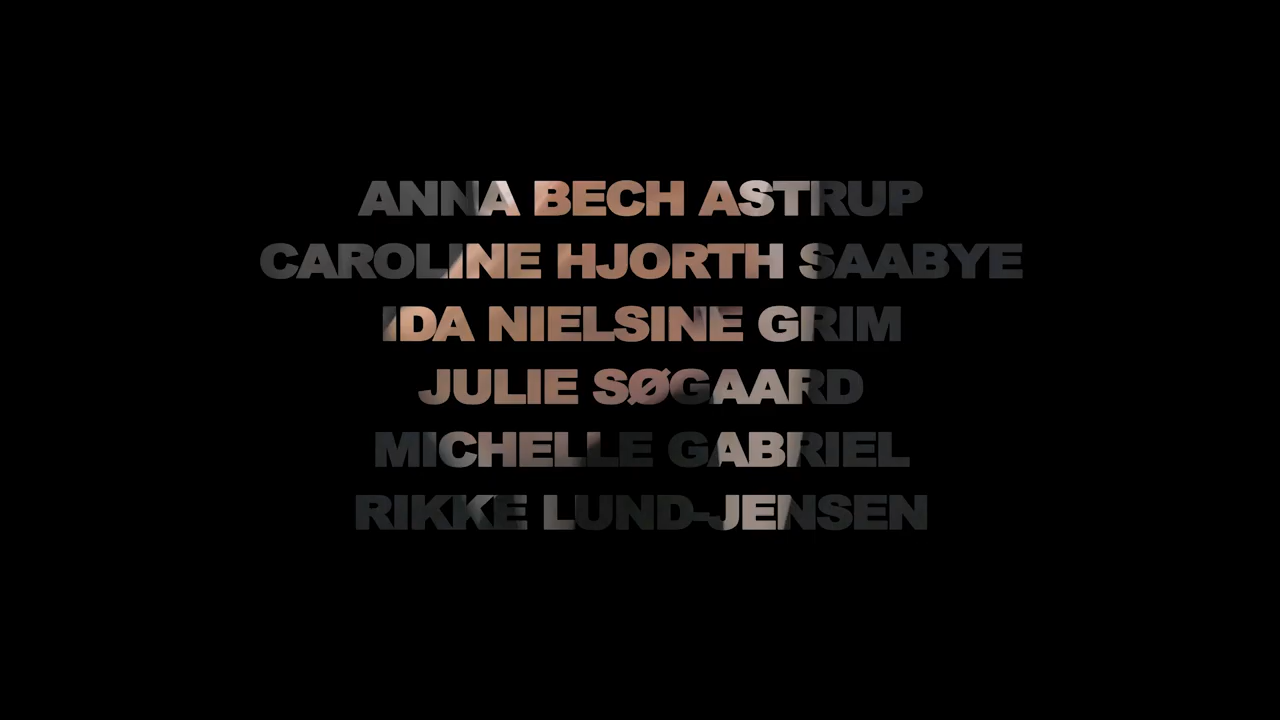 ANNA BECH ASTRUP
CAROLINE HJORTH SAABYE
IDA NIELSINE GRIM
JULIE SØGAARD
MICHELLE GABRIEL
RIKKE LUND-JENSEN